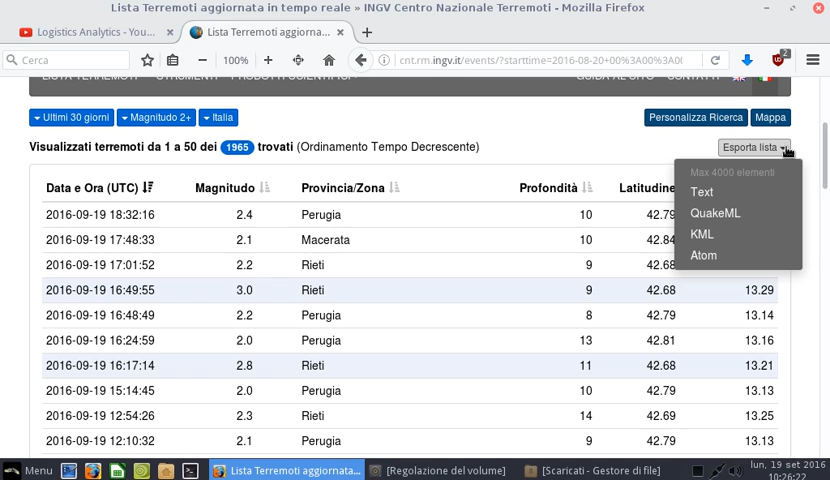 Lista Terremoti aggiornata in tempo reale » INGV Centro Nazionale Terremoti - Mozilla Firefox
Logistics Analytics - You...
Lista Terremoti aggiorna...
Cerca
100%
cnt.rm.ingv.it/events/?starttime=2016-08-20+00%3A00%3A00
2
LISTA TERREMOTI STRUMENTI PRODOTTI SCIENTIFICI GUIDA AL SITO CONTATTI
Ultimi 30 giorni Magnitudo 2+ Italia Personalizza Ricerca Mappa
Visualizzati terremoti da 1 a 50 dei 1965 trovati (Ordinamento Tempo Decrescente) Esporta lista
Max 4000 elementi
Text
QuakeML
KML
Atom
Data e Ora (UTC) Magnitudo Provincia/Zona Profondità Latitudine
2016-09-19 18:32:16 2.4 Perugia 10 42.79
2016-09-19 17:48:33 2.1 Macerata 10 42.84
2016-09-19 17:01:52 2.2 Rieti 9 42.68
2016-09-19 16:49:55 3.0 Rieti 9 42.68 13.29
2016-09-19 16:48:49 2.2 Perugia 8 42.79 13.14
2016-09-19 16:24:59 2.0 Perugia 13 42.81 13.16
2016-09-19 16:17:14 2.8 Rieti 11 42.68 13.21
2016-09-19 15:14:45 2.0 Perugia 10 42.79 13.13
2016-09-19 12:54:26 2.3 Rieti 14 42.69 13.25
2016-09-19 12:10:32 2.1 Perugia 9 42.79 13.13
Menu
Lista Terremoti aggiornata...
[Regolazione del volume]
[Scaricati - Gestore di file]
lun, 19 set 2016
10:26:22